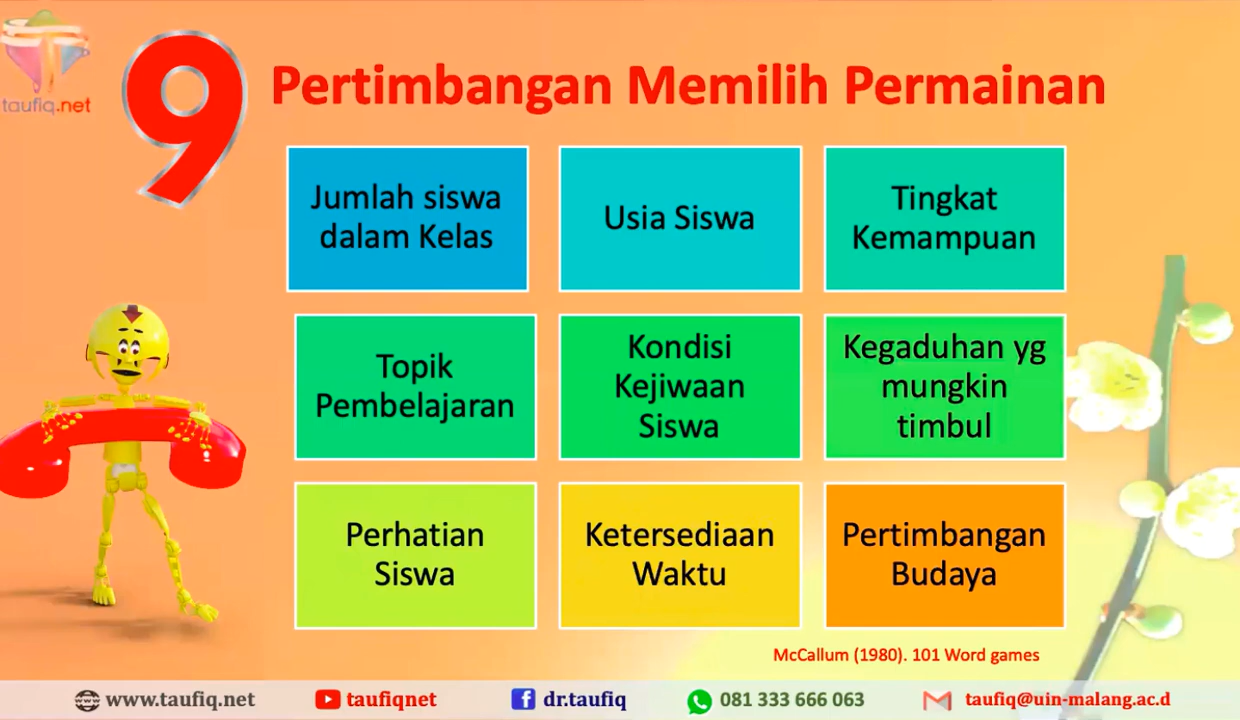 taufiq.net
9
Pertimbangan Memilih Permainan
Jumlah siswa
dalam Kelas
Usia Siswa
Tingkat
Kemampuan
Topik
Pembelajaran
Kondisi
Kejiwaan
Siswa
Kegaduhan yg
mungkin
timbul
Perhatian
Siswa
Ketersediaan
Waktu
Pertimbangan
Budaya
McCallum (1980). 101 Word games
www.taufiq.net
taufiqnet
dr.taufiq
081 333 666 063
taufiq@uin-malang.ac.d